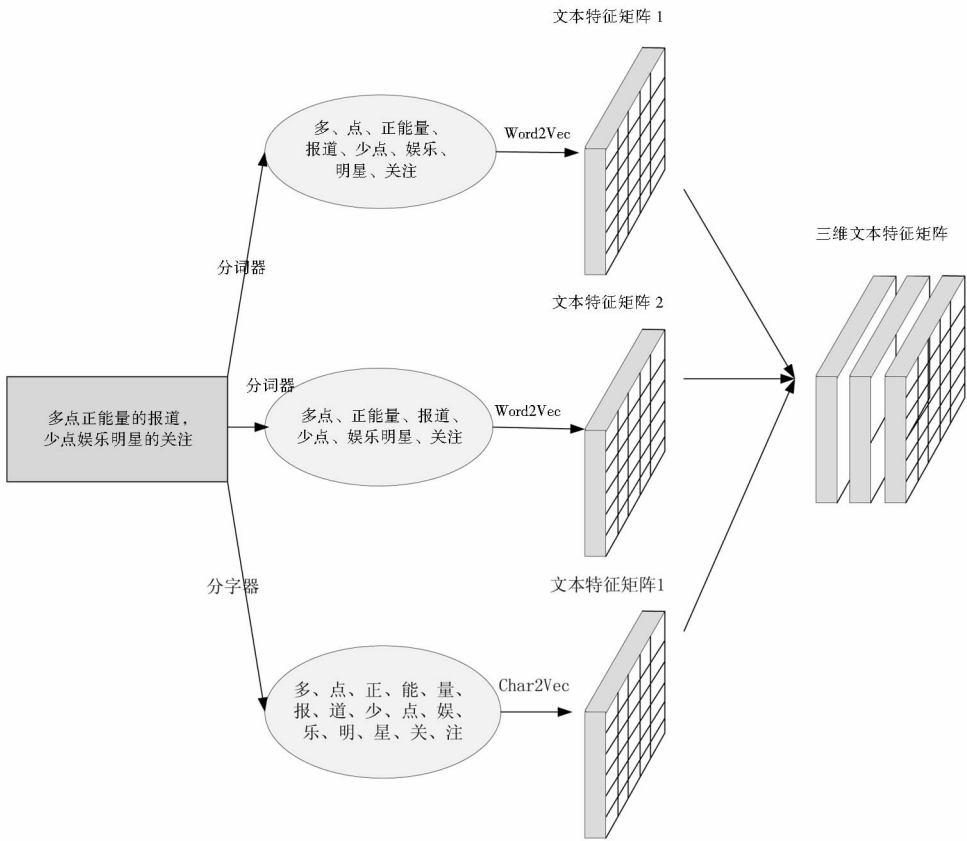 文本特征矩阵 1
多、点、正能量、
报道、少点、娱乐、
明星、关注
Word2Vec
分词器
三维文本特征矩阵
文本特征矩阵 2
分词器
多点正能量的报道,
少点娱乐明星的关注
多点、正能量、报道、
少点、娱乐明星、关注
Word2Vec
分字器
文本特征矩阵1
多、点、正、能、量、
报、道、少、点、娱、
乐、明、星、关、注
Char2Vec